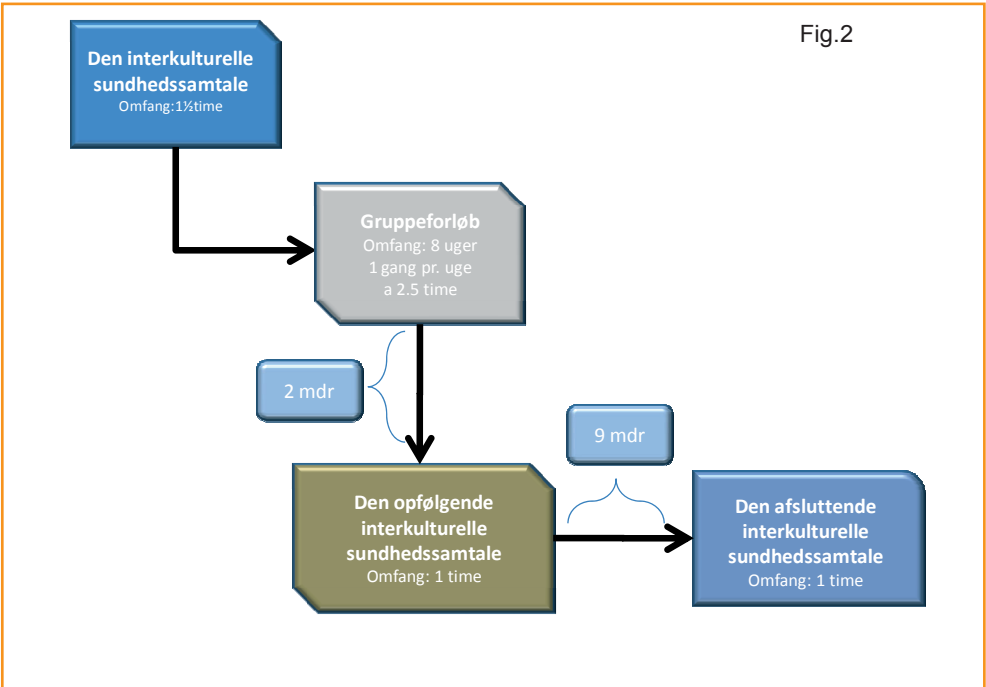 Fig.2
Den interkulturelle
sundhedssamtale
Omfang:1½time
Gruppeforløb
Omfang: 8 uger
1 gang pr. uge
a 2.5 time
2 mdr
9 mdr
Den opfølgende
interkulturelle
sundhedssamtale
Omfang: 1 time
Den afsluttende
interkulturelle
sundhedssamtale
Omfang: 1 time